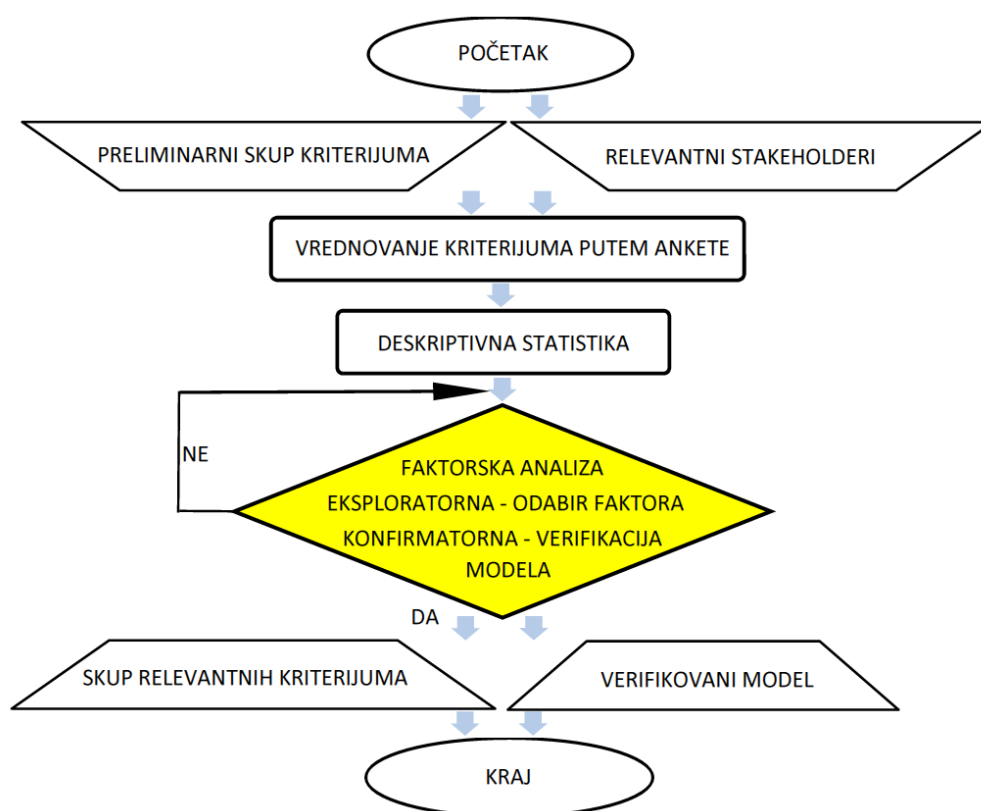 POČETAK
PRELIMINARNI SKUP KRITERIJUMA
RELEVANTNI STAKEHOLDERI
VREDNOVANJE KRITERIJUMA PUTEM ANKETE
DESKRIPTIVNA STATISTIKA
NE
FAKTORSKA ANALIZA
EKSPLORATORNA - ODABIR FAKTORA
KONFIRMATORNA - VERIFIKACIJA
MODELA
DA
SKUP RELEVANTNIH KRITERIJUMA
VERIFIKOVANI MODEL
KRAJ